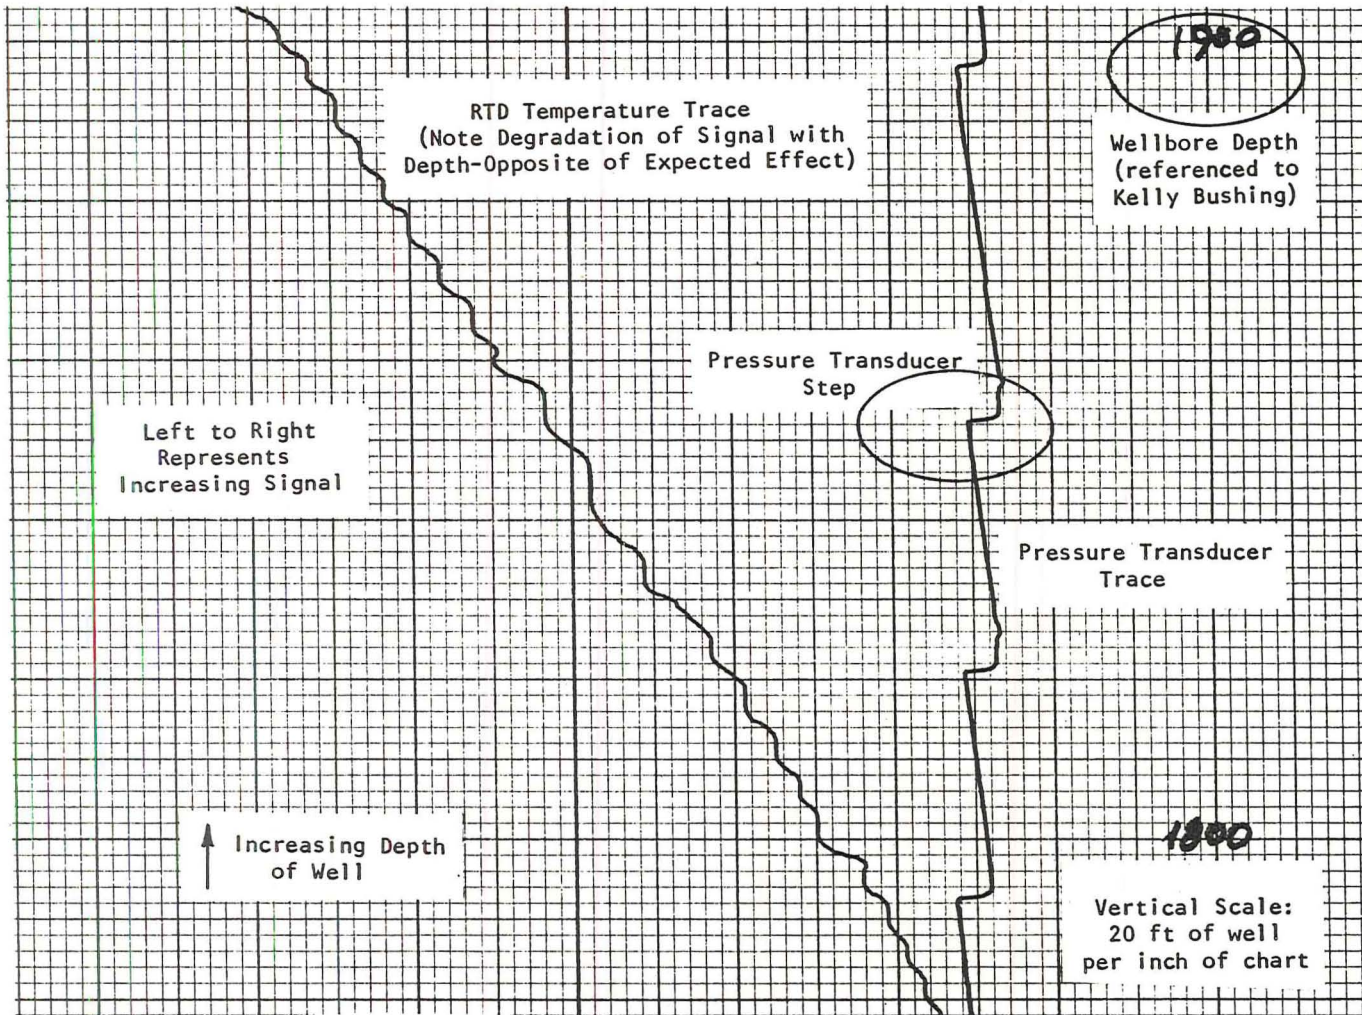 1900
RTD Temperature Trace
(Note Degradation of Signal with
Depth-Opposite of Expected Effect)
Wellbore Depth
(referenced to
Kelly Bushing)
Pressure Transducer
Step
Left to Right
Represents
Increasing Signal
Pressure Transducer
Trace
Increasing Depth
of Well
1800
Vertical Scale:
20 ft of well
per inch of chart